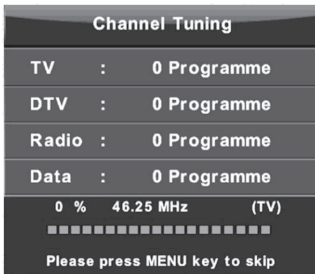 Channel Tuning
TV : 0 Programme
DTV : 0 Programme
Radio : 0 Programme
Data : 0 Programme
0 % 46.25 MHz (TV)
Please press MENU key to skip